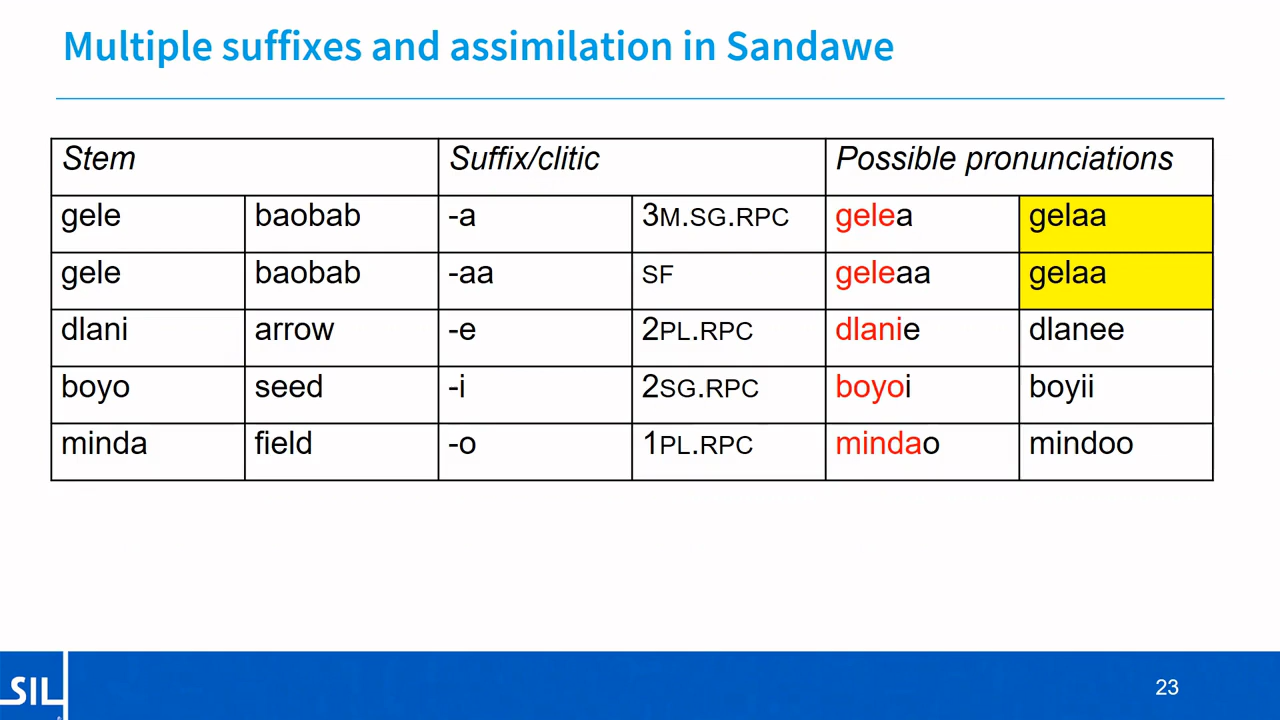 Multiple suffixes and assimilation in Sandawe
Stem Suffix/clitic Possible pronunciations
gele baobab -a 3M.SG.RPC gelea gelaa
gele baobab -aa SF geleaa gelaa
dlani arrow -e 2PL.RPC dlanie dlanee
boyo seed -i 2SG.RPC boyoi boyii
minda field -o 1PL.RPC mindao mindoo
SIL 23